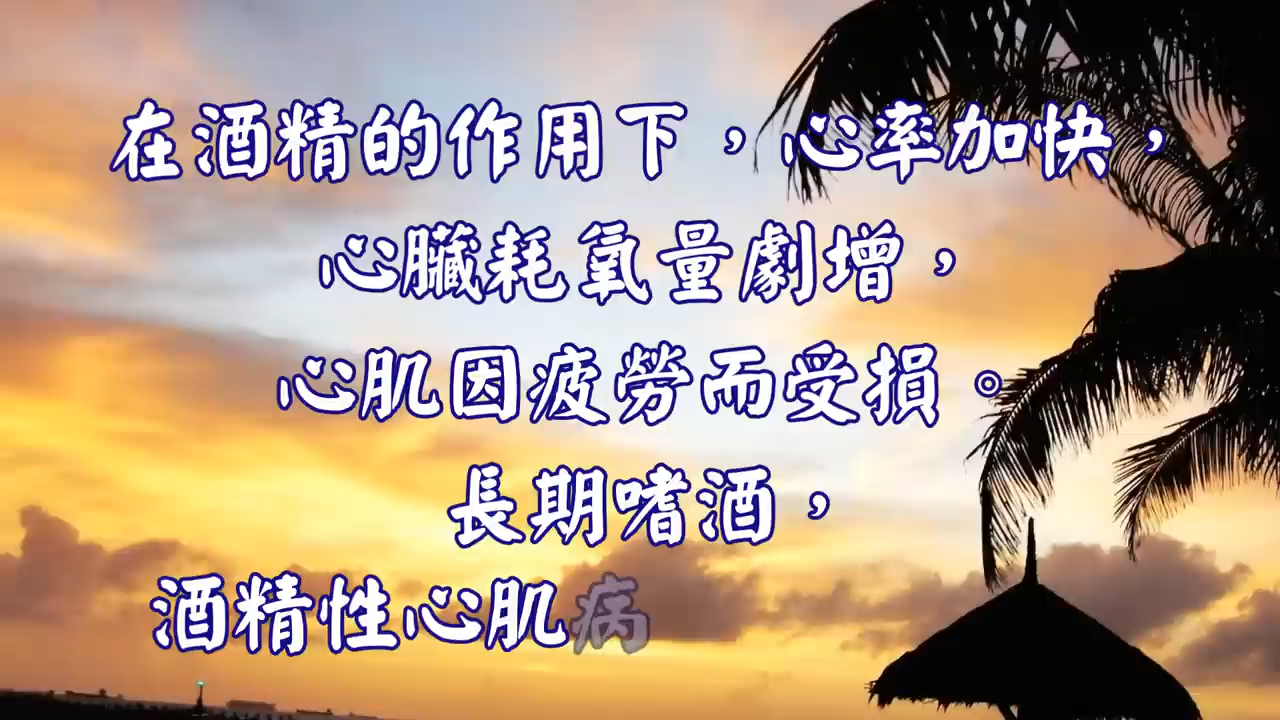 在酒精的作用下，心率加快，
心臟耗氧量劇增，
心肌因疲勞而受損。
長期嗜酒，
酒精性心肌病